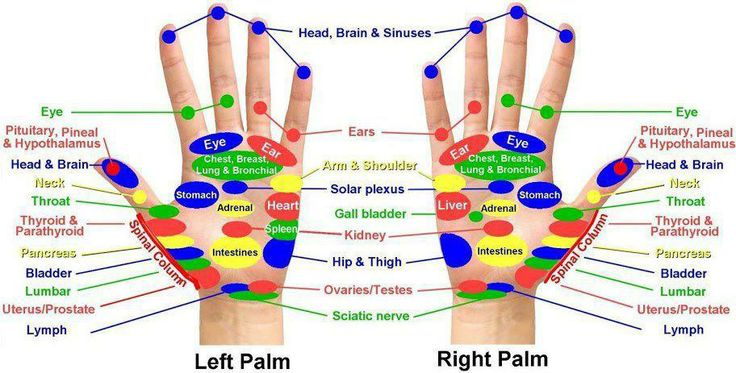 Head, Brain & Sinuses
Eye
Eye
Pituitary, Pineal
& Hypothalamus
Pituitary, Pineal
& Hypothalamus
Ears
Eye
Ear
Ear
Eye
Head & Brain
Head & Brain
Chest, Breast,
Lung & Bronchial
Chest, Breast,
Lung & Bronchial
Arm & Shoulder
Neck
Neck
Stomach
Solar plexus
Stomach
Throat
Throat
Adrenal
Heart
Gall bladder
Liver
Adrenal
Thyroid &
Parathyroid
Thyroid &
Parathyroid
Spinal Column
Spleen
Kidney
Spinal Column
Pancreas
Pancreas
Intestines
Intestines
Bladder
Hip & Thigh
Bladder
Lumbar
Lumbar
Uterus/Prostate
Ovaries/Testes
Uterus/Prostate
Lymph
Sciatic nerve
Lymph
Left Palm
Right Palm